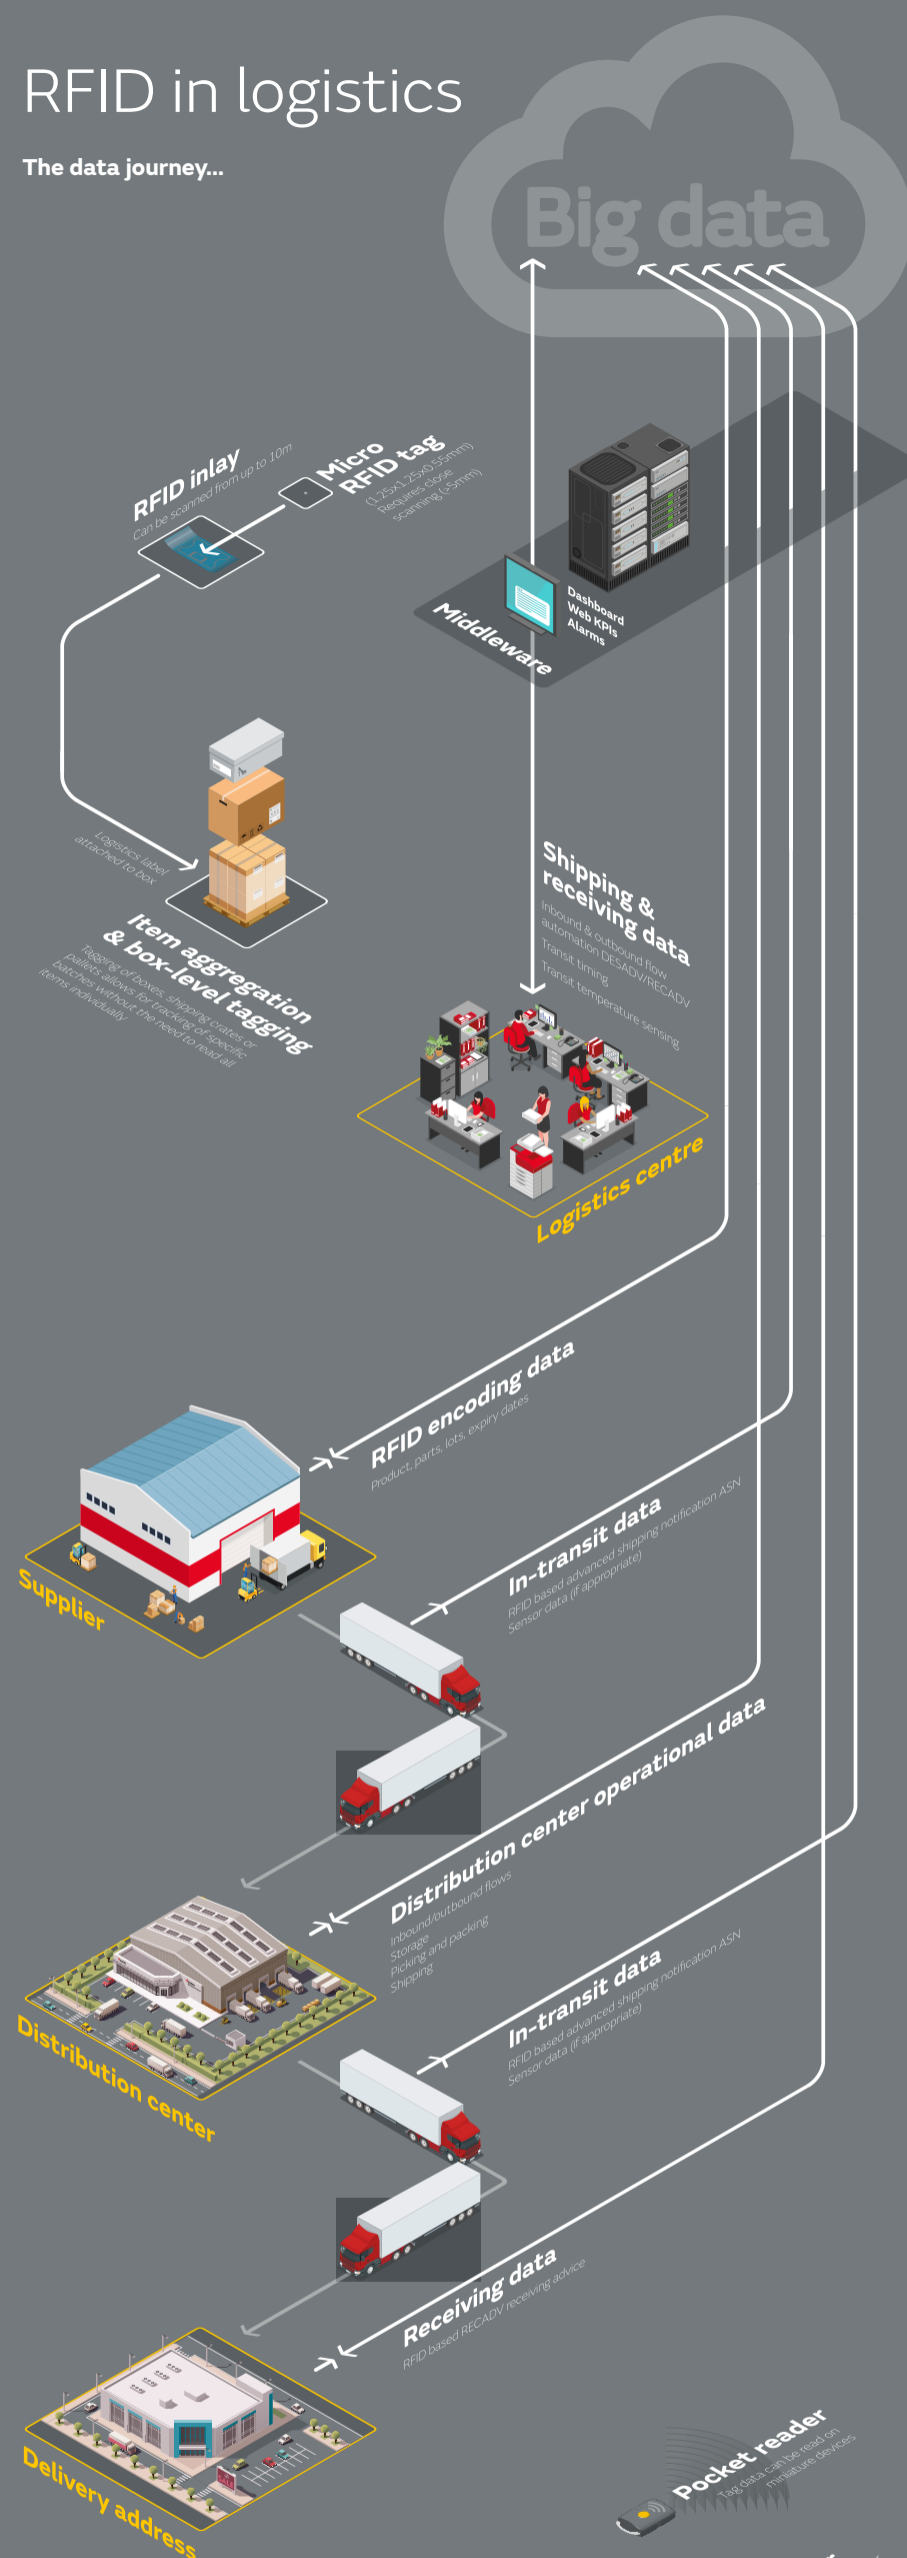 RFID in logistics
The data journey...
Big data
RFID inlay
Can be scanned from up to 10m
Micro
RFID tag
(1.25x1.25x0.55mm)
Requires close
scanning (>5mm)
Dashboard
Web KPIs
Alarms
Middleware
Logistics label
attached to box
Item aggregation
& box-level tagging
Tagging of boxes, shipping crates or
pallets allows for tracking of specific
batches without the need to read all
items individually
Shipping &
receiving data
Inbound & outbound flow
automation DESADV/RECADV
Transit timing
Transit temperature sensing
Logistics centre
RFID encoding data
Product, parts, lots, expiry dates
Supplier
In-transit data
RFID based advanced shipping notification ASN
Sensor data (if appropriate)
Distribution center operational data
Inbound/outbound flows
Storage
Picking and packing
Shipping
Distribution center
In-transit data
RFID based advanced shipping notification ASN
Sensor data (if appropriate)
Receiving data
RFID based RECADV receiving advice
Delivery address
Pocket reader
Tag data can be read on
miniature devices